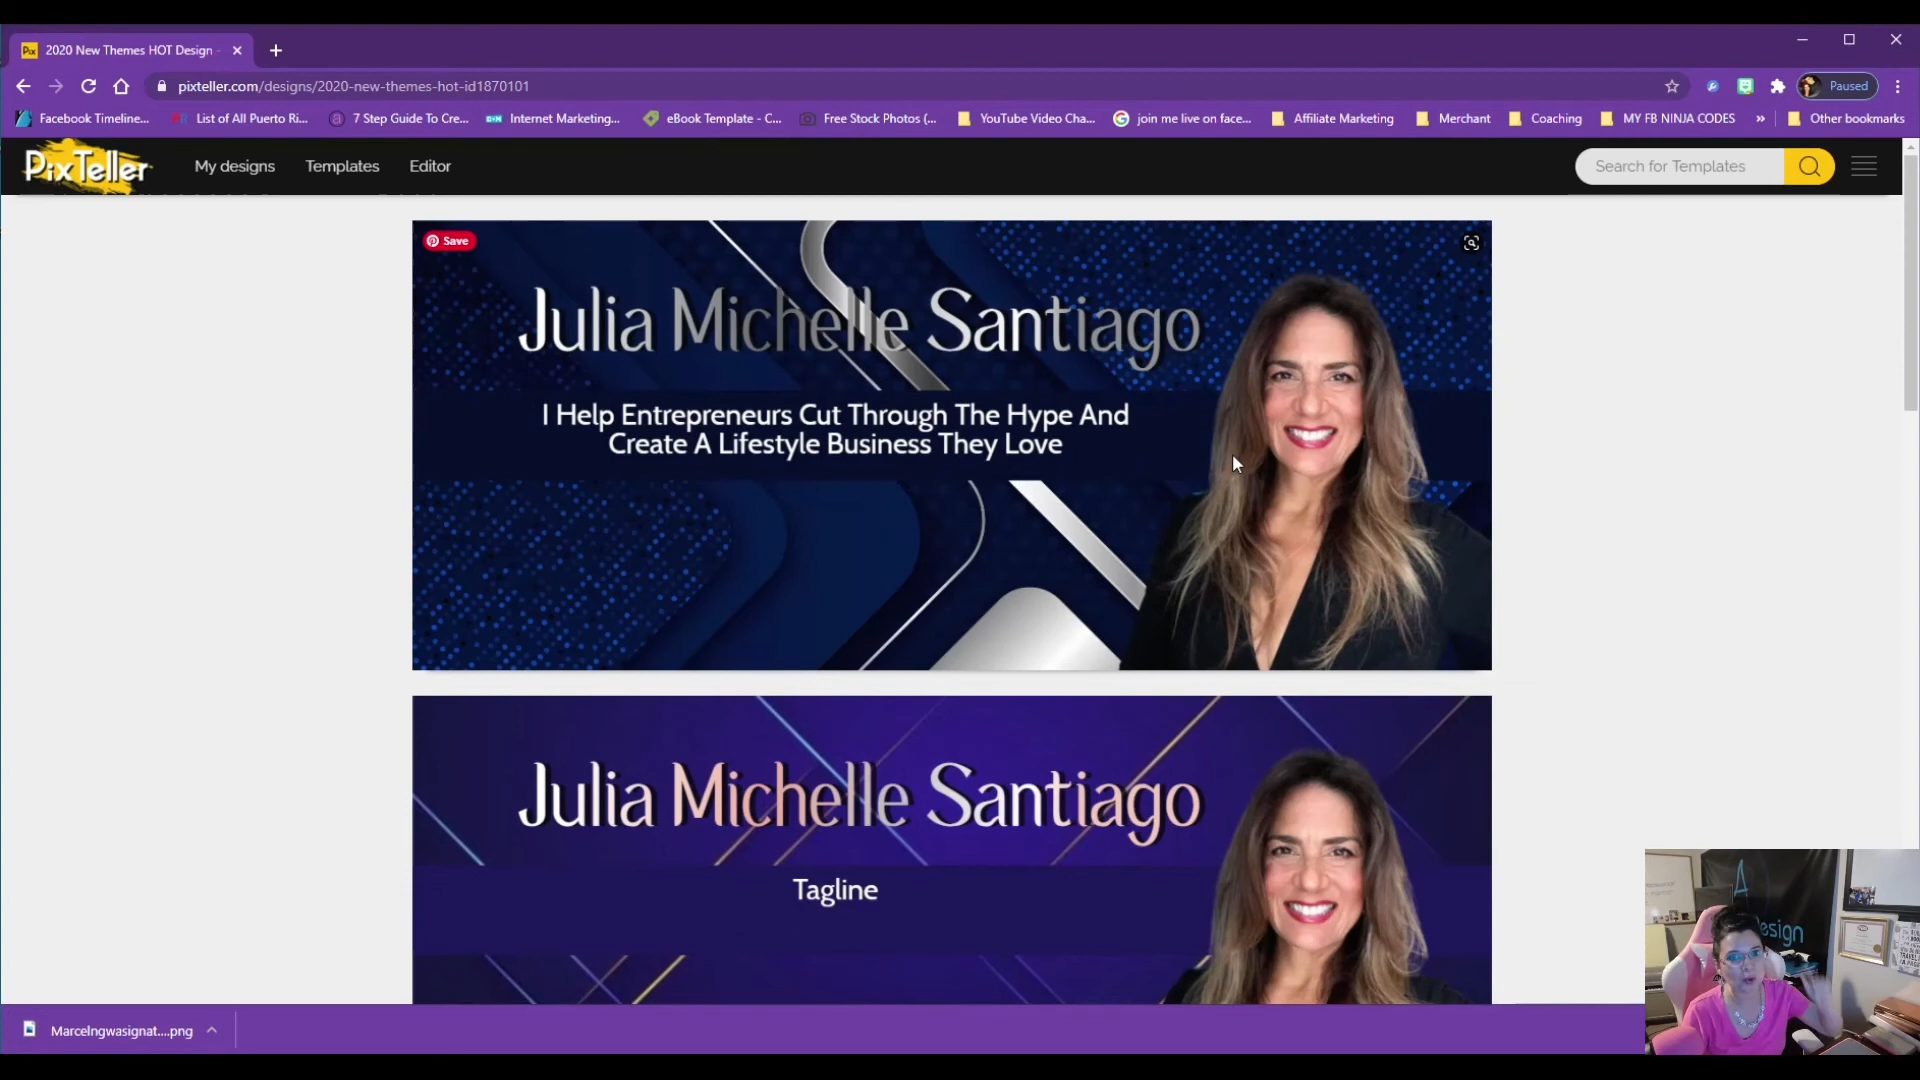 2020 New Themes HOT Design -
pixteller.com/designs/2020-new-themes-hot-id1870101
Paused
Facebook Timeline...
List of All Puerto Ri...
7 Step Guide To Cre...
Internet Marketing...
eBook Template - C...
Free Stock Photos (...
YouTube Video Cha...
join me live on face...
Affiliate Marketing
Merchant
Coaching
MY FB NINJA CODES
»
Other bookmarks
PixTeller
My designs
Templates
Editor
Search for Templates
Save
Julia Michelle Santiago
I Help Entrepreneurs Cut Through The Hype And
Create A Lifestyle Business They Love
Julia Michelle Santiago
Tagline
esign
Marcelngwasignat....png